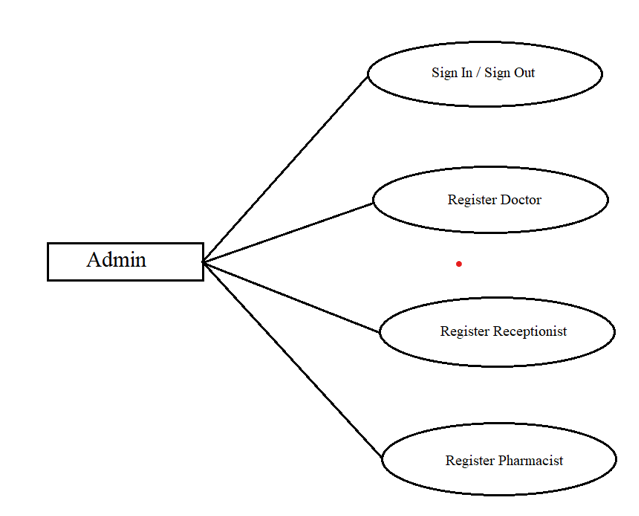 Sign In / Sign Out
Register Doctor
Admin
Register Receptionist
Register Pharmacist